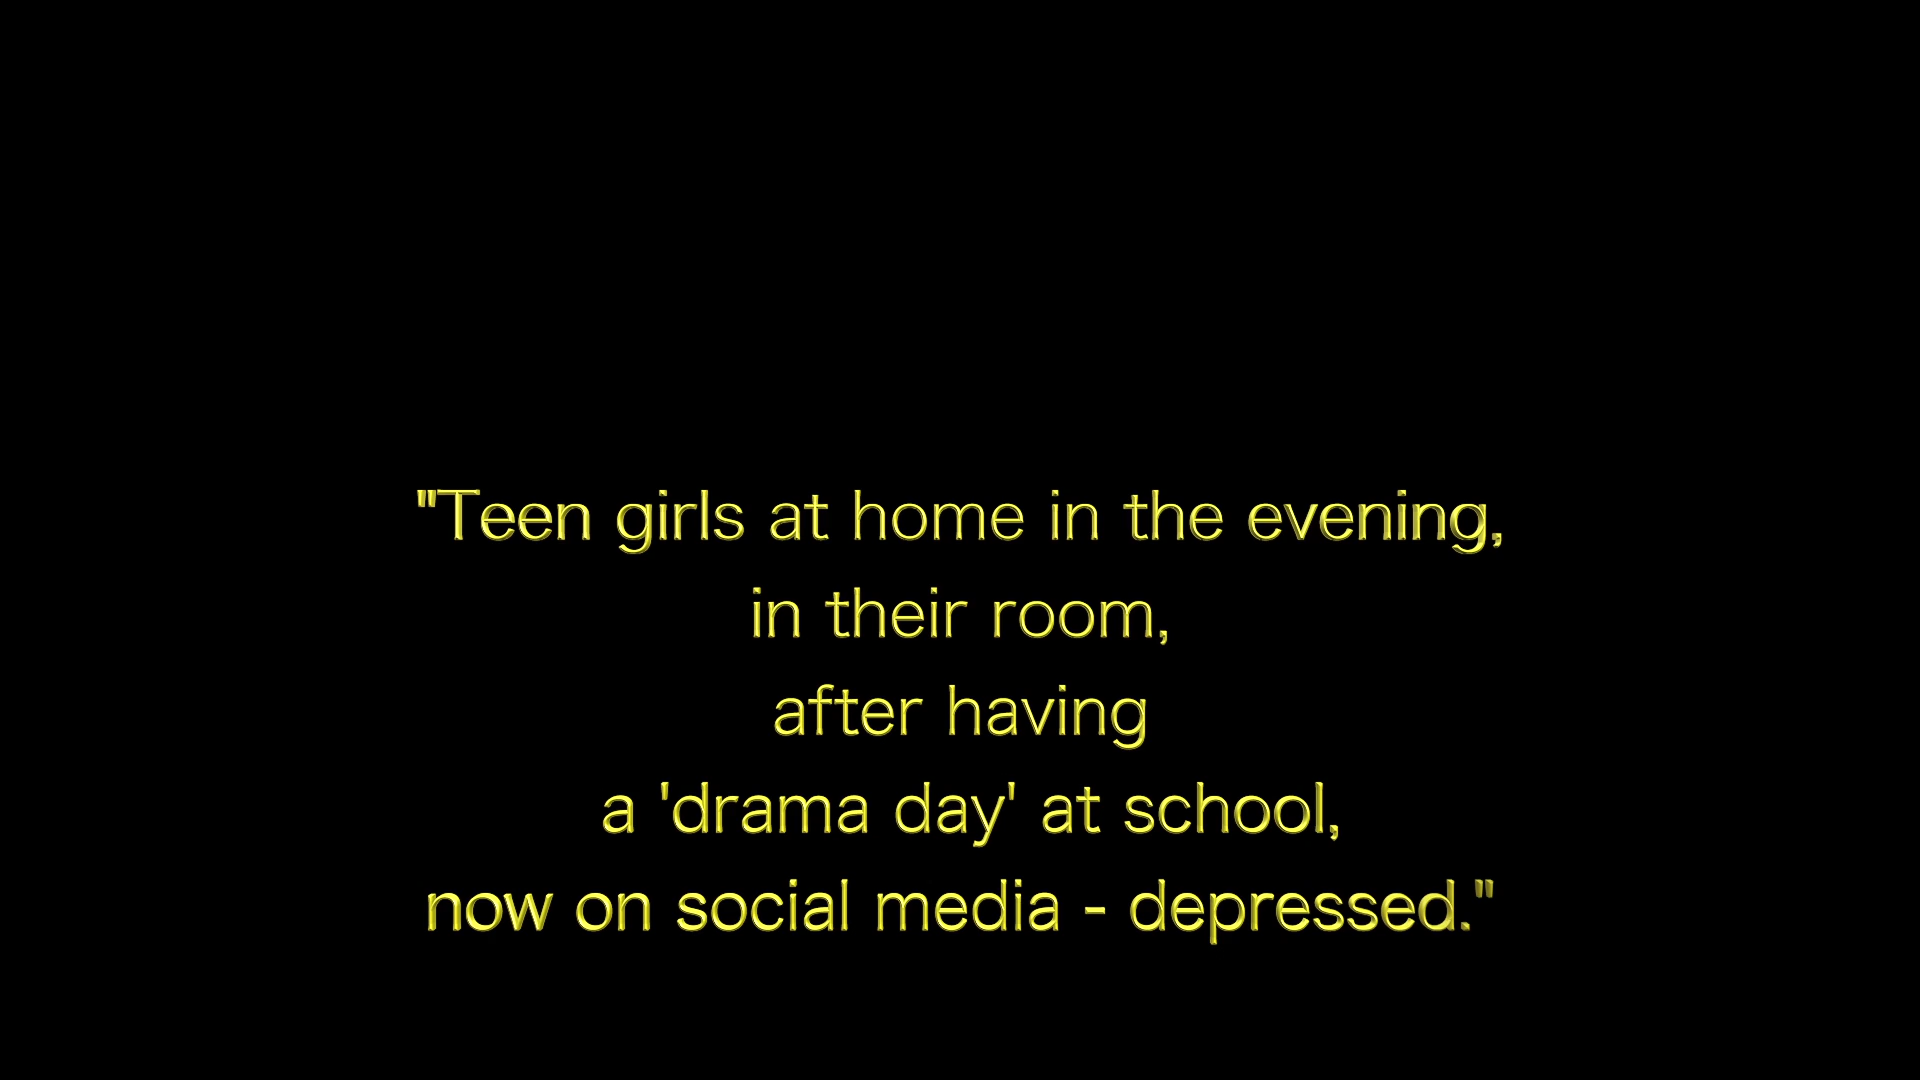 "Teen girls at home in the evening,
in their room,
after having
a 'drama day' at school,
now on social media - depressed."